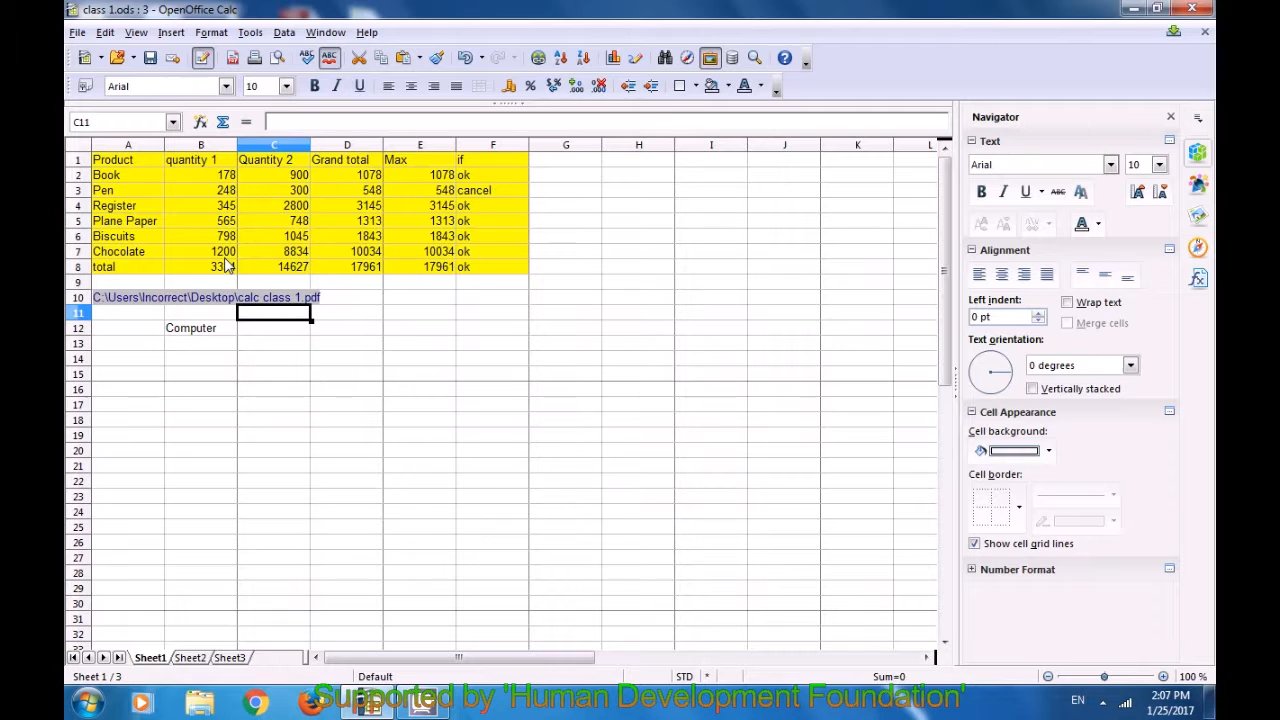 class 1.ods : 3 - OpenOffice Calc
File Edit View Insert Format Tools Data Window Help
Arial 10
C11
Navigator
A B C D E F G H I J K L
1 Product quantity 1 Quantity 2 Grand total Max if
2 Book 178 900 1078 1078 ok
3 Pen 248 300 548 548 cancel
4 Register 345 2800 3145 3145 ok
5 Plane Paper 565 748 1313 1313 ok
6 Biscuits 798 1045 1843 1843 ok
7 Chocolate 1200 8834 10034 10034 ok
8 total 14627 17961 17961 ok
9
10 C:\Users\Incorrect\Desktop\calc class 1.pdf
11
12 Computer
13
14
15
16
17
18
19
20
21
22
23
24
25
26
27
28
29
30
31
32
Text
Arial 10
Alignment
Left indent: Wrap text
0 pt Merge cells
Text orientation:
0 degrees
Vertically stacked
Cell Appearance
Cell background:
Cell border:
Show cell grid lines
Number Format
Sheet1 Sheet2 Sheet3
Sheet 1 / 3 Default STD * Sum=0 100 %
Supported by 'Human Development Foundation'
EN 2:07 PM
1/25/2017